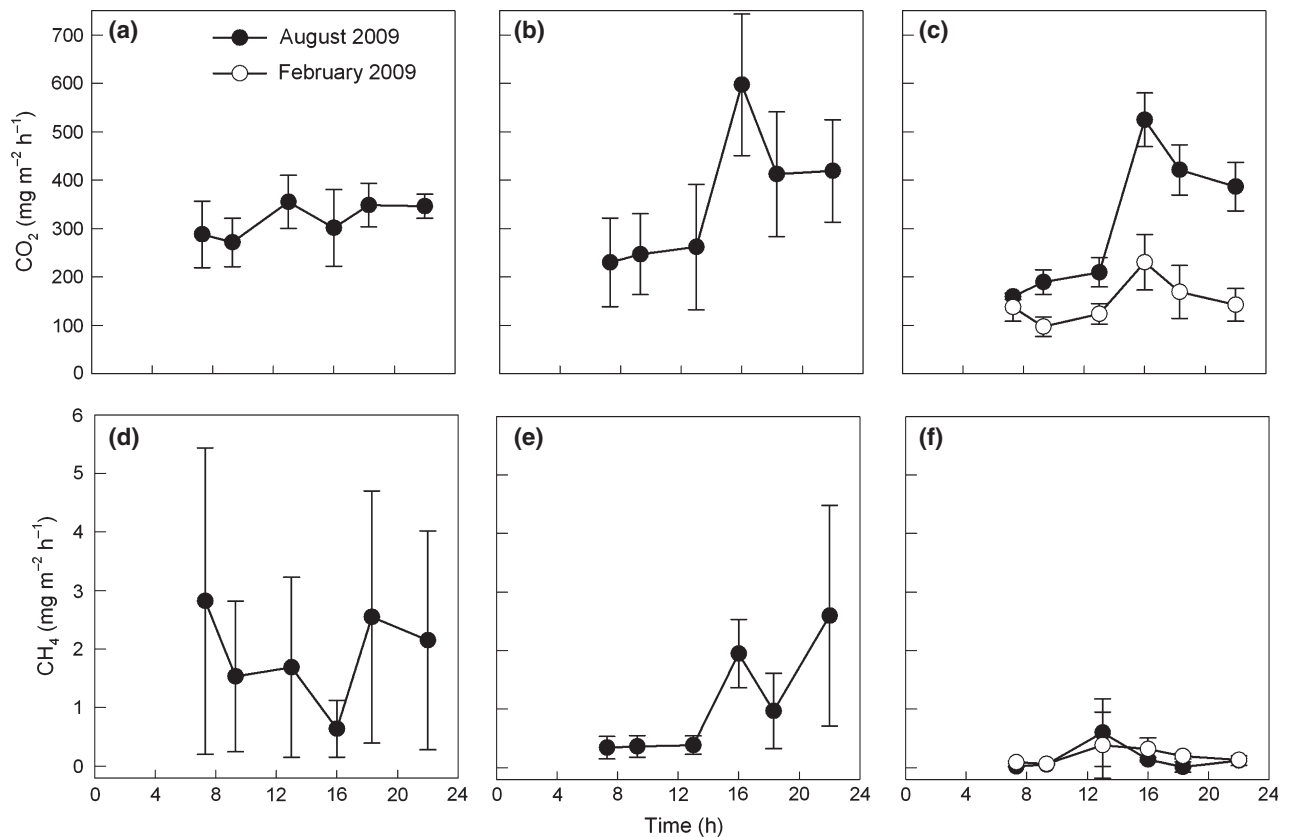 (a) August 2009
February 2009
(b)
(c)
700
600
500
400
300
200
100
0
CO₂ (mg m⁻² h⁻¹)
(d)
(e)
(f)
6
5
4
3
2
1
0
CH₄ (mg m⁻² h⁻¹)
0 4 8 12 16 20 24 0 4 8 12 16 20 24 0 4 8 12 16 20 24
Time (h)